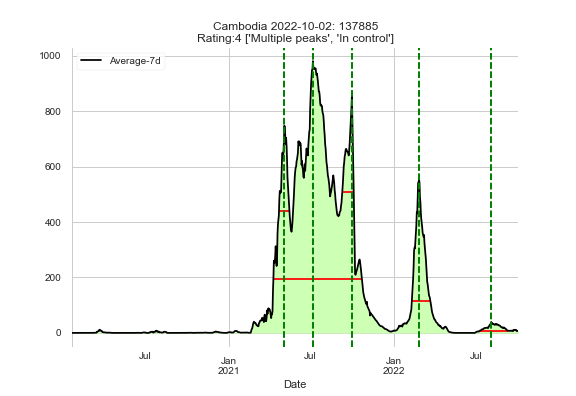 Cambodia 2022-10-02: 137885
Rating:4 ['Multiple peaks', 'In control']
Average-7d
1000
800
600
400
200
0
Jul
Jan
2021
Jul
Jan
2022
Jul
Date